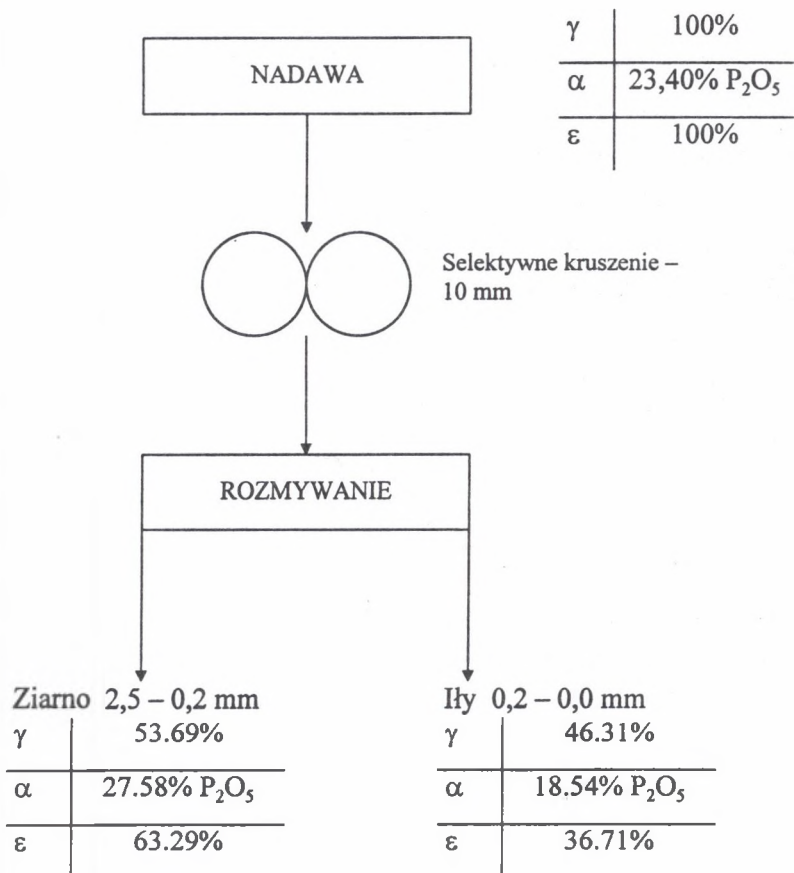 NADAWA
γ 100%
α 23,40% P₂O₅
ε 100%
Selektywne kruszenie –
10 mm
ROZMYWANIE
Ziarno 2,5 – 0,2 mm
γ 53.69%
α 27.58% P₂O₅
ε 63.29%
Iły 0,2 – 0,0 mm
γ 46.31%
α 18.54% P₂O₅
ε 36.71%